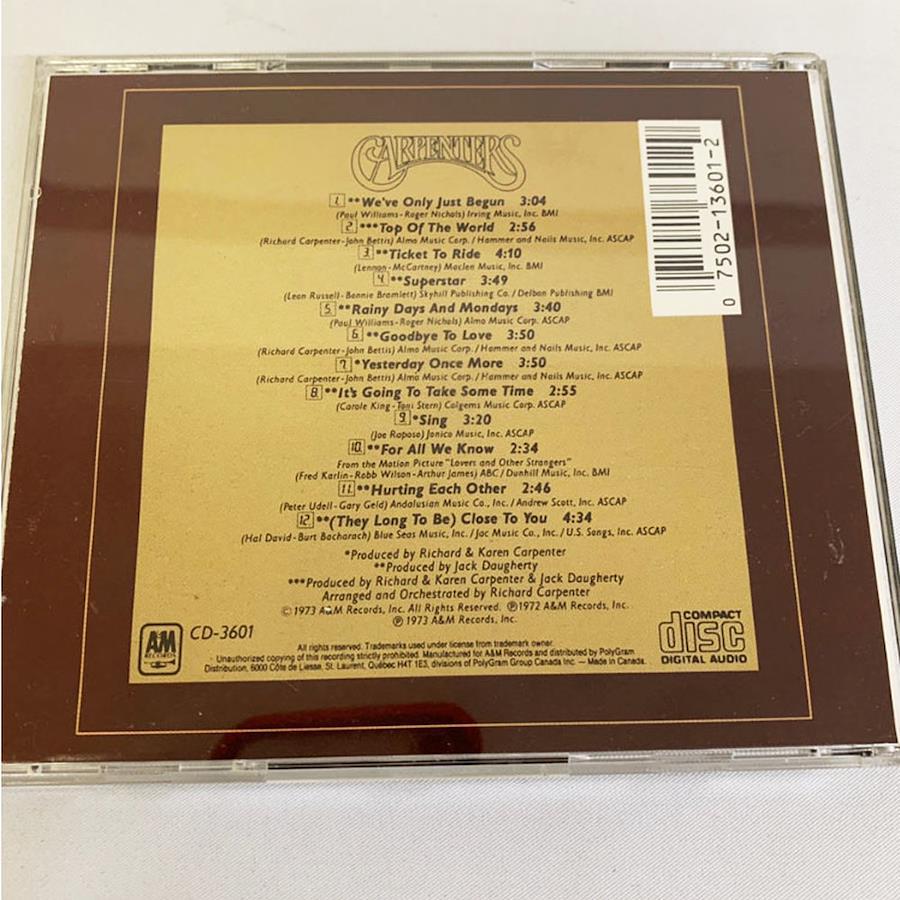 CARPENTERS
1. **We've Only Just Begun 3:04
(Paul Williams-Roger Nichols) Irving Music, Inc. BMI
2. ***Top Of The World 2:56
(Richard Carpenter-John Bettis) Almo Music Corp. / Hammer and Nails Music, Inc. ASCAP
3. **Ticket To Ride 4:10
(Lennon-McCartney) Maclen Music, Inc. BMI
4. **Superstar 3:49
(Leon Russell-Bonnie Bramlett) Skyhill Publishing Co. / Delbon Publishing BMI
5. **Rainy Days And Mondays 3:40
(Paul Williams-Roger Nichols) Almo Music Corp. ASCAP
6. **Goodbye To Love 3:50
(Richard Carpenter-John Bettis) Almo Music Corp. / Hammer and Nails Music, Inc. ASCAP
7. *Yesterday Once More 3:50
(Richard Carpenter-John Bettis) Almo Music Corp. / Hammer and Nails Music, Inc. ASCAP
8. **It's Going To Take Some Time 2:55
(Carole King-Toni Stern) Colgems Music Corp. ASCAP
9. *Sing 3:20
(Joe Raposo) Jonico Music, Inc. ASCAP
10. **For All We Know 2:34
From the Motion Picture "Lovers and Other Strangers"
(Fred Karlin-Robb Wilson-Arthur James) ABC / Dunhill Music, Inc. BMI
11. **Hurting Each Other 2:46
(Peter Udell-Gary Geld) Andalusian Music Co., Inc. / Andrew Scott, Inc. ASCAP
12. **(They Long To Be) Close To You 4:34
(Hal David-Burt Bacharach) Blue Seas Music, Inc. / Jac Music Co., Inc. / U.S. Songs, Inc. ASCAP
*Produced by Richard & Karen Carpenter
**Produced by Jack Daugherty
***Produced by Richard & Karen Carpenter & Jack Daugherty
Arranged and Orchestrated by Richard Carpenter
©1973 A&M Records, Inc. All Rights Reserved. ℗1972 A&M Records, Inc.
℗1973 A&M Records, Inc.
A&M
RECORDS
CD-3601
All rights reserved. Trademarks used under license from trademark owner.
Unauthorized copying of this recording strictly prohibited. Manufactured for A&M Records and distributed by PolyGram
Distribution, 6000 Côte de Liesse, St. Laurent, Québec H4T 1E3, divisions of PolyGram Group Canada Inc. — Made in Canada.
COMPACT
disc
DIGITAL AUDIO
0 7502-13601-2